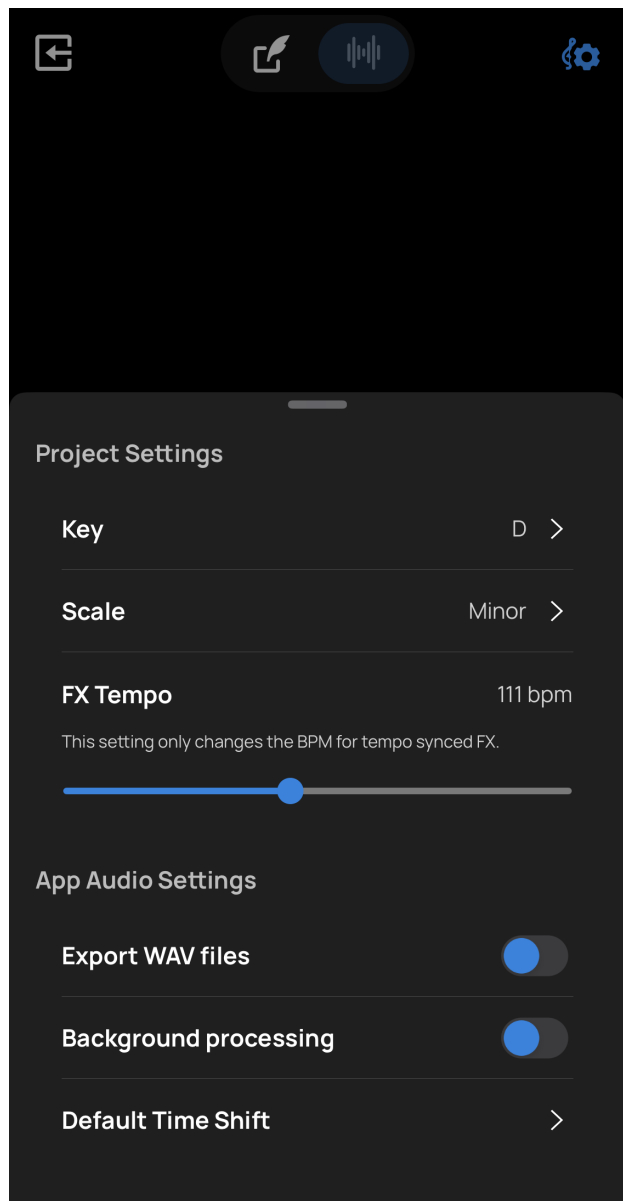 Project Settings
Key D
Scale Minor
FX Tempo 111 bpm
This setting only changes the BPM for tempo synced FX.
App Audio Settings
Export WAV files
Background processing
Default Time Shift